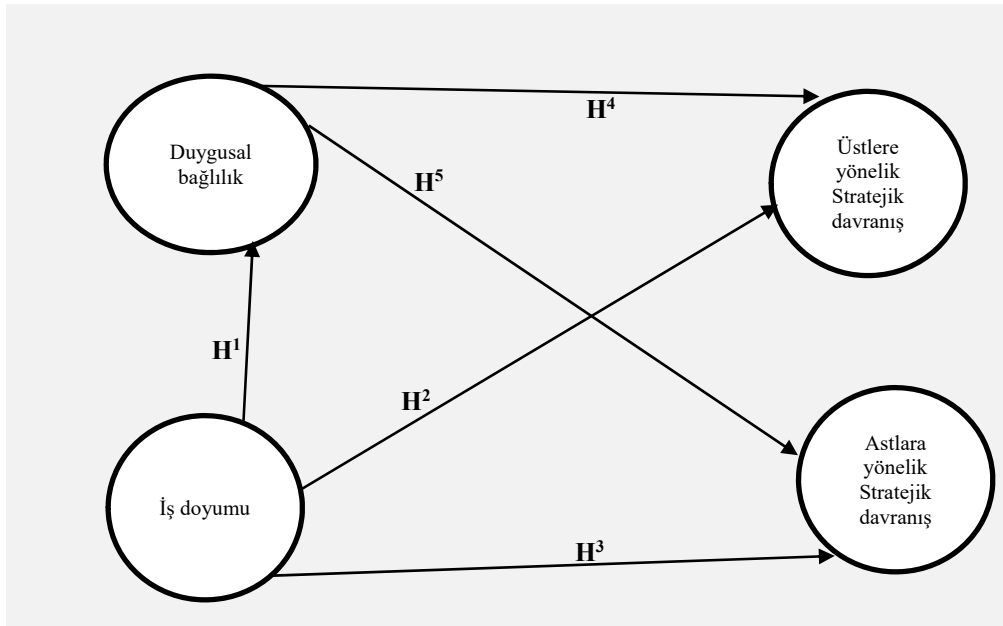 Duygusal
bağlılık
H⁴
Üstlere
yönelik
Stratejik
davranış
H⁵
H¹
H²
İş doyumu
Astlara
yönelik
Stratejik
davranış
H³